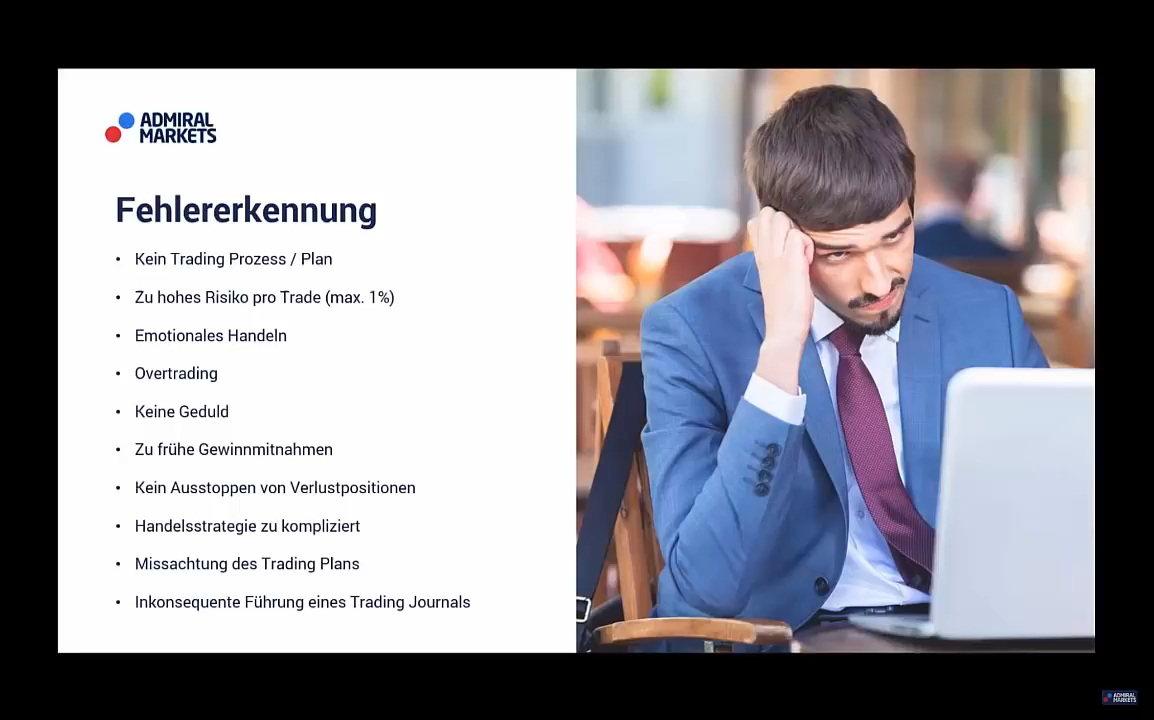 ADMIRAL
MARKETS
Fehlererkennung
• Kein Trading Prozess / Plan
• Zu hohes Risiko pro Trade (max. 1%)
• Emotionales Handeln
• Overtrading
• Keine Geduld
• Zu frühe Gewinnmitnahmen
• Kein Ausstoppen von Verlustpositionen
• Handelsstrategie zu kompliziert
• Missachtung des Trading Plans
• Inkonsequente Führung eines Trading Journals
ADMIRAL
MARKETS